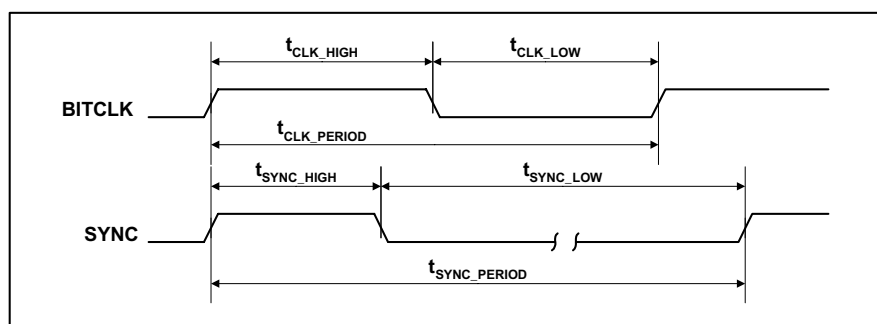 tCLK_HIGH tCLK_LOW
BITCLK
tCLK_PERIOD
tSYNC_HIGH tSYNC_LOW
SYNC
tSYNC_PERIOD